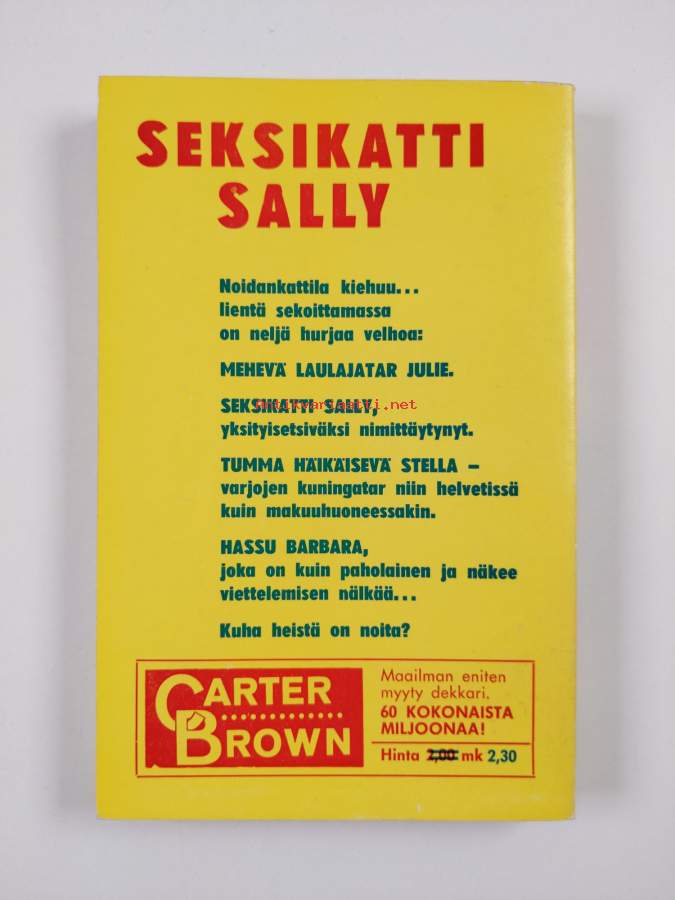 SEKSIKATTI
SALLY
Noidankattila kiehuu...
lientä sekoittamassa
on neljä hurjaa velhoa:
MEHEVÄ LAULAJATAR JULIE.
SEKSIKATTI SALLY,
antikvariaatti.net
yksityisetsiväksi nimittäytynyt.
TUMMA HÄIKÄISEVÄ STELLA –
varjojen kuningatar niin helvetissä
kuin makuuhuoneessakin.
HASSU BARBARA,
joka on kuin paholainen ja näkee
viettelemisen nälkää...
Kuha heistä on noita?
CARTER
BROWN
Maailman eniten
myyty dekkari.
60 KOKONAISTA
MILJOONAA!
Hinta 2,00 mk 2,30